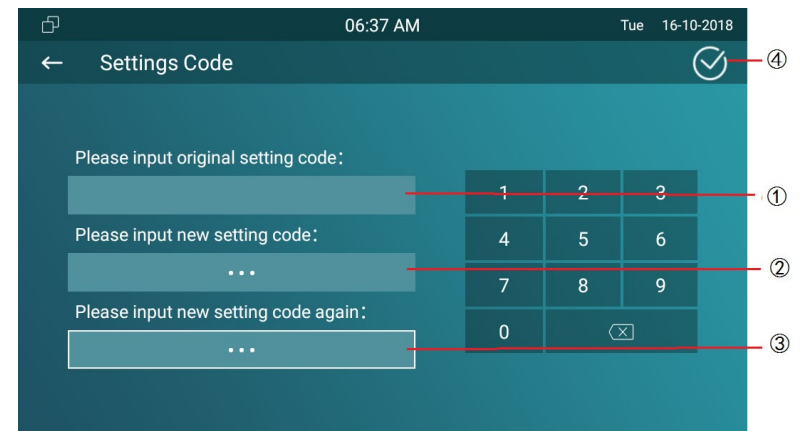 06:37 AM Tue 16-10-2018
Settings Code ④
Please input original setting code:
1 2 3 ①
Please input new setting code:
4 5 6
••• ②
7 8 9
Please input new setting code again:
0
••• ③